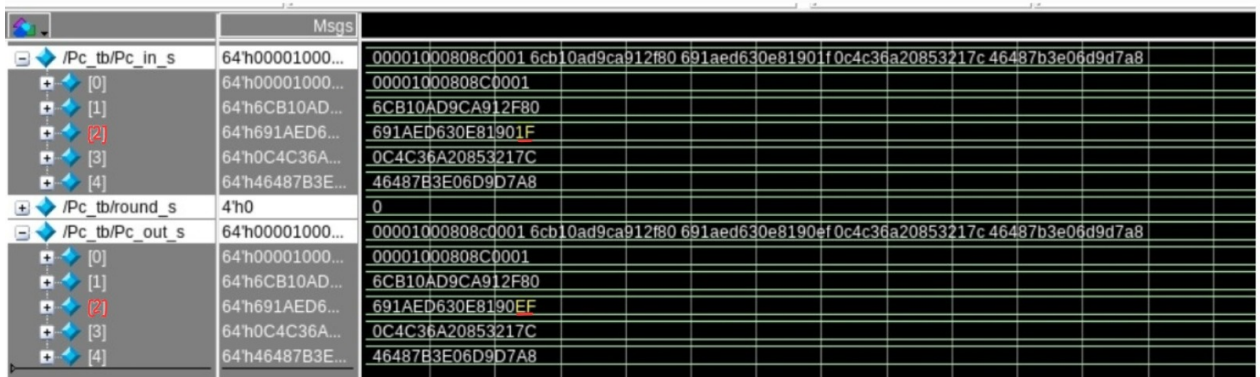 Msgs
/Pc_tb/Pc_in_s 64'h00001000... 00001000808c0001 6cb10ad9ca912f80 691aed630e81901f 0c4c36a20853217c 46487b3e06d9d7a8
[0] 64'h00001000... 00001000808C0001
[1] 64'h6CB10AD... 6CB10AD9CA912F80
[2] 64'h691AED6... 691AED630E81901F
[3] 64'h0C4C36A... 0C4C36A20853217C
[4] 64'h46487B3E... 46487B3E06D9D7A8
/Pc_tb/round_s 4'h0 0
/Pc_tb/Pc_out_s 64'h00001000... 00001000808c0001 6cb10ad9ca912f80 691aed630e8190ef 0c4c36a20853217c 46487b3e06d9d7a8
[0] 64'h00001000... 00001000808C0001
[1] 64'h6CB10AD... 6CB10AD9CA912F80
[2] 64'h691AED6... 691AED630E8190EF
[3] 64'h0C4C36A... 0C4C36A20853217C
[4] 64'h46487B3E... 46487B3E06D9D7A8